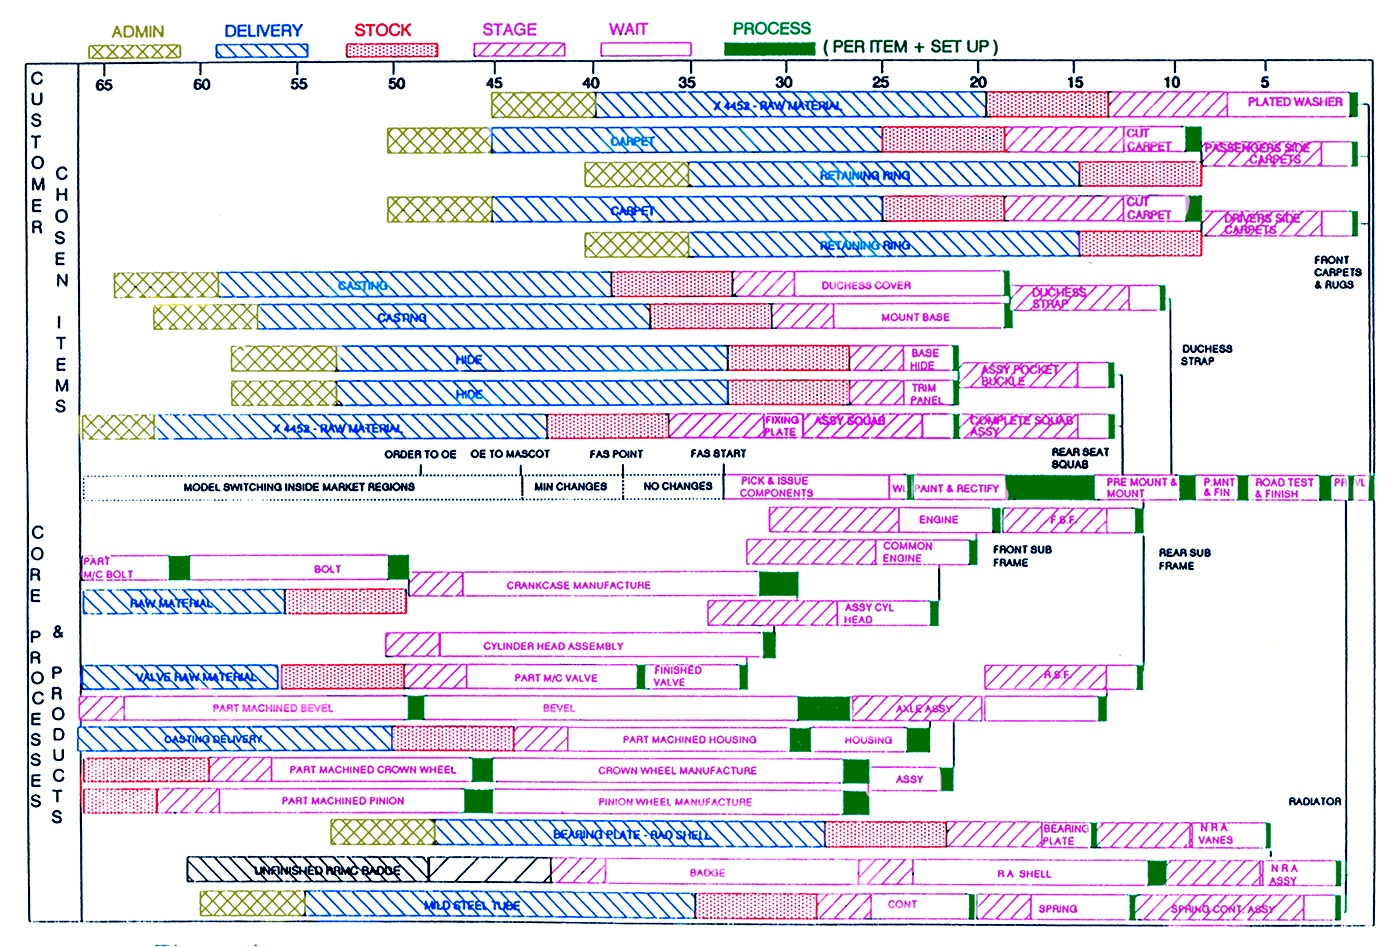 ADMIN DELIVERY STOCK STAGE WAIT PROCESS
( PER ITEM + SET UP )
65 60 55 50 45 40 35 30 25 20 15 10 5
CUSTOMER
CHOSEN ITEMS
X 4452 - RAW MATERIAL PLATED WASHER
CARPET CUT
CARPET
PASSENGERS SIDE
CARPETS
RETAINING RING
CARPET CUT
CARPET
DRIVERS SIDE
CARPETS
RETAINING RING
FRONT
CARPETS
& RUGS
CASTING DUCHESS COVER
DUCHESS
STRAP
CASTING MOUNT BASE
DUCHESS
STRAP
HIDE BASE
HIDE
ASSY POCKET
BUCKLE
HIDE TRIM
PANEL
X 4452 - RAW MATERIAL FIXING
PLATE
ASSY SQUAB
COMPLETE SQUAB
ASSY
ORDER TO OE OE TO MASCOT FAS POINT FAS START
REAR SEAT
SQUAB
MODEL SWITCHING INSIDE MARKET REGIONS MIN CHANGES NO CHANGES
PICK & ISSUE
COMPONENTS
PAINT & RECTIFY
PRE MOUNT &
MOUNT
P.MNT
& FIN
ROAD TEST
& FINISH
ENGINE F.S.F.
COMMON
ENGINE
FRONT SUB
FRAME
REAR SUB
FRAME
CORE PROCESSES
& PRODUCTS
PART
M/C BOLT
BOLT
CRANKCASE MANUFACTURE
RAW MATERIAL
ASSY CYL
HEAD
CYLINDER HEAD ASSEMBLY
VALVE RAW MATERIAL PART M/C VALVE FINISHED
VALVE
R.S.F.
PART MACHINED BEVEL BEVEL AXLE ASSY
CASTING DELIVERY PART MACHINED HOUSING HOUSING
PART MACHINED CROWN WHEEL CROWN WHEEL MANUFACTURE
ASSY
PART MACHINED PINION PINION WHEEL MANUFACTURE
RADIATOR
BEARING PLATE - RAD SHELL BEARING
PLATE
N.R.A.
VANES
UNFINISHED RRMC BADGE BADGE R.A. SHELL N.R.A.
ASSY
MILD STEEL TUBE CONT SPRING SPRING CONT. ASSY